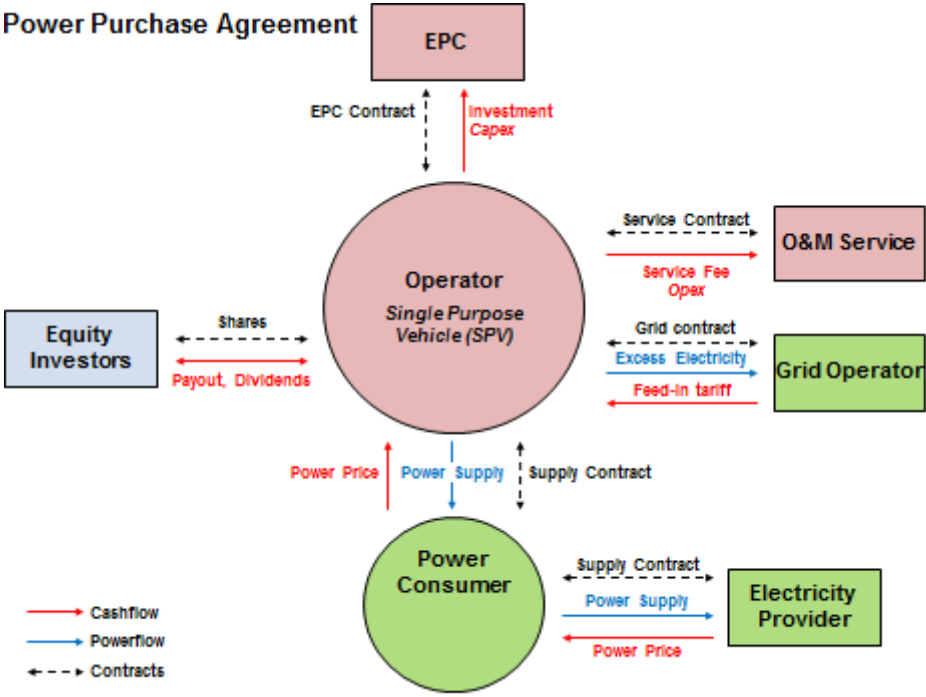 Power Purchase Agreement
EPC
EPC Contract
Investment
Capex
Operator
Single Purpose
Vehicle (SPV)
Service Contract
O&M Service
Service Fee
Opex
Equity
Investors
Shares
Payout, Dividends
Grid contract
Excess Electricity
Grid Operator
Feed-in tariff
Power Price
Power Supply
Supply Contract
Power
Consumer
Supply Contract
Power Supply
Power Price
Electricity
Provider
Cashflow
Powerflow
Contracts